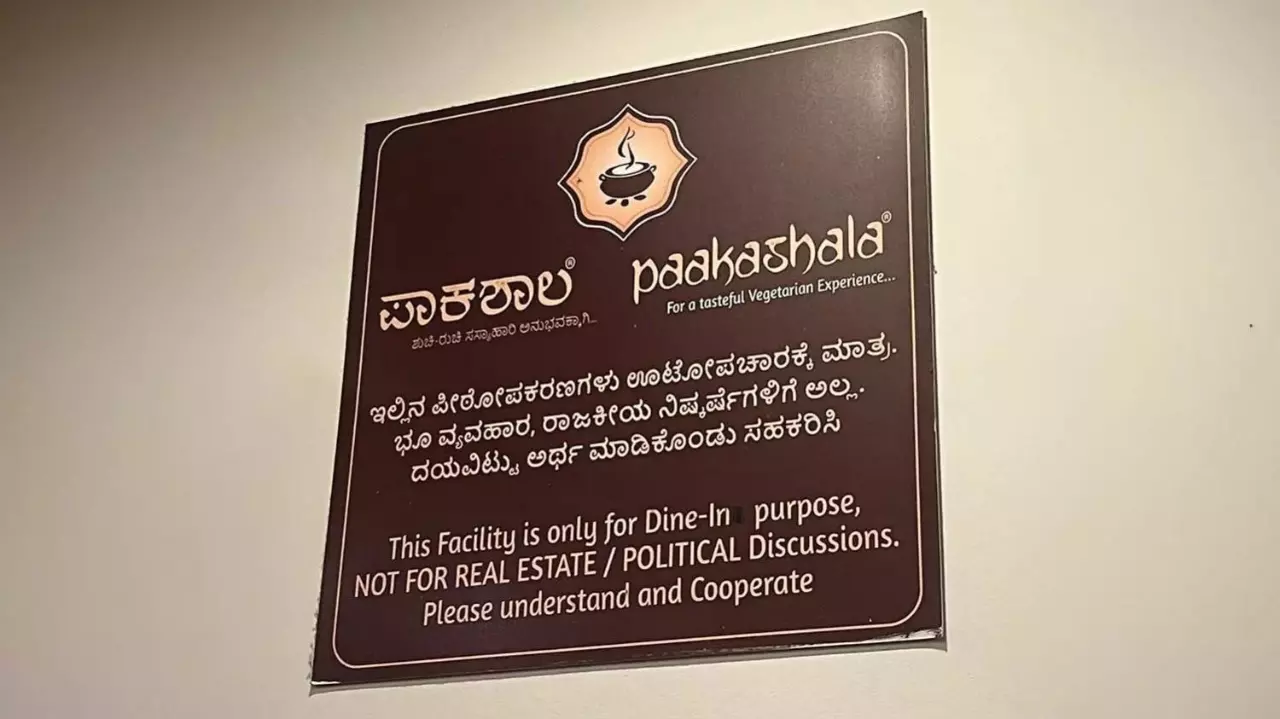 ಪಾಕಶಾಲ®
ಶುಚಿ-ರುಚಿ ಸಸ್ಯಾಹಾರಿ ಅನುಭವಕ್ಕಾಗಿ...
paakashala®
For a tasteful Vegetarian Experience...
ಇಲ್ಲಿನ ಪೀಠೋಪಕರಣಗಳು ಊಟೋಪಚಾರಕ್ಕೆ ಮಾತ್ರ.
ಭೂ ವ್ಯವಹಾರ, ರಾಜಕೀಯ ನಿಷ್ಕರ್ಷೆಗಳಿಗೆ ಅಲ್ಲ.
ದಯವಿಟ್ಟು ಅರ್ಥ ಮಾಡಿಕೊಂಡು ಸಹಕರಿಸಿ
This Facility is only for Dine-In purpose,
NOT FOR REAL ESTATE / POLITICAL Discussions.
Please understand and Cooperate